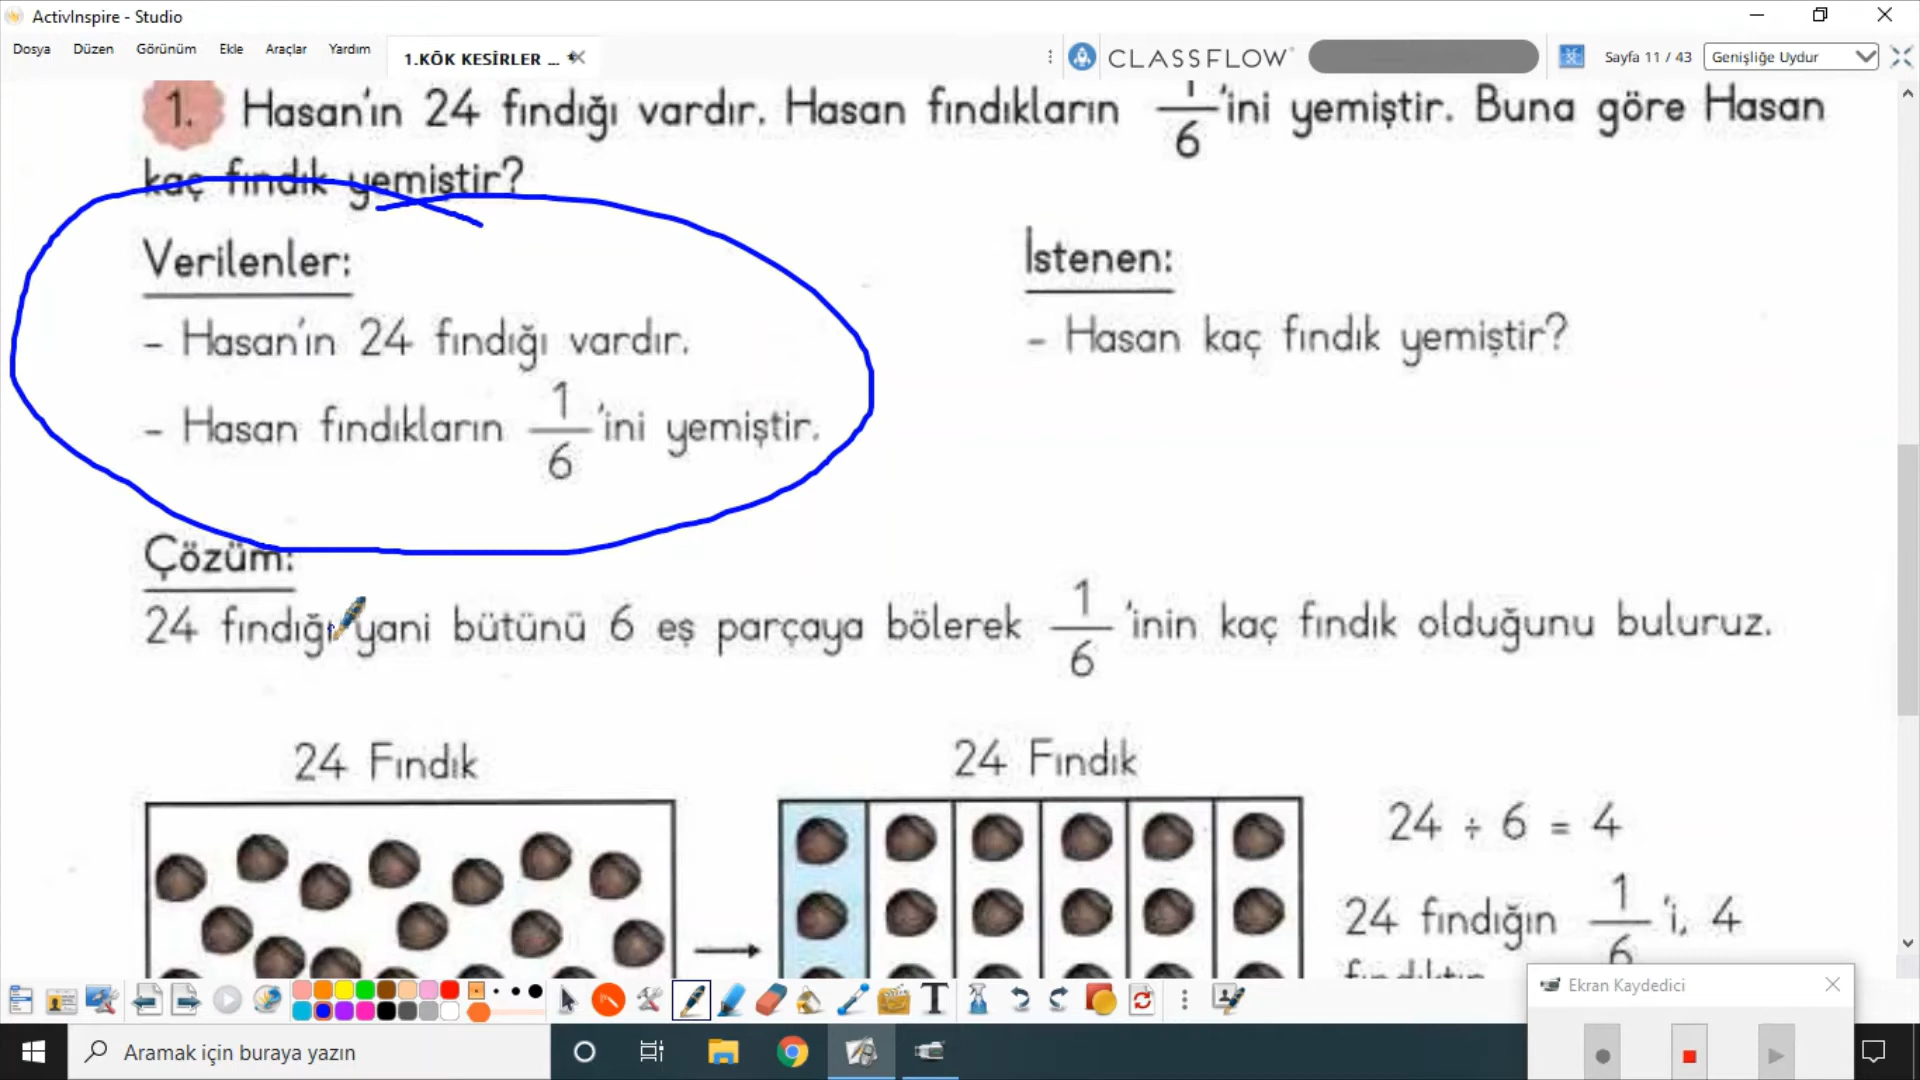 ActivInspire - Studio
Dosya Düzen Görünüm Ekle Araçlar Yardım
1.KÖK KESİRLER ...
CLASSFLOW
Sayfa 11 / 43
Genişliğe Uydur
1. Hasan'ın 24 fındığı vardır. Hasan fındıkların 1/6 'ini yemiştir. Buna göre Hasan
kaç fındık yemiştir?
Verilenler:
- Hasan'ın 24 fındığı vardır.
- Hasan fındıkların 1/6 'ini yemiştir.
İstenen:
- Hasan kaç fındık yemiştir?
Çözüm:
24 fındığı yani bütünü 6 eş parçaya bölerek 1/6 'inin kaç fındık olduğunu buluruz.
24 Fındık
24 Fındık
24 ÷ 6 = 4
24 fındığın 1/6 'i, 4
fındıktır.
Ekran Kaydedici
Aramak için buraya yazın